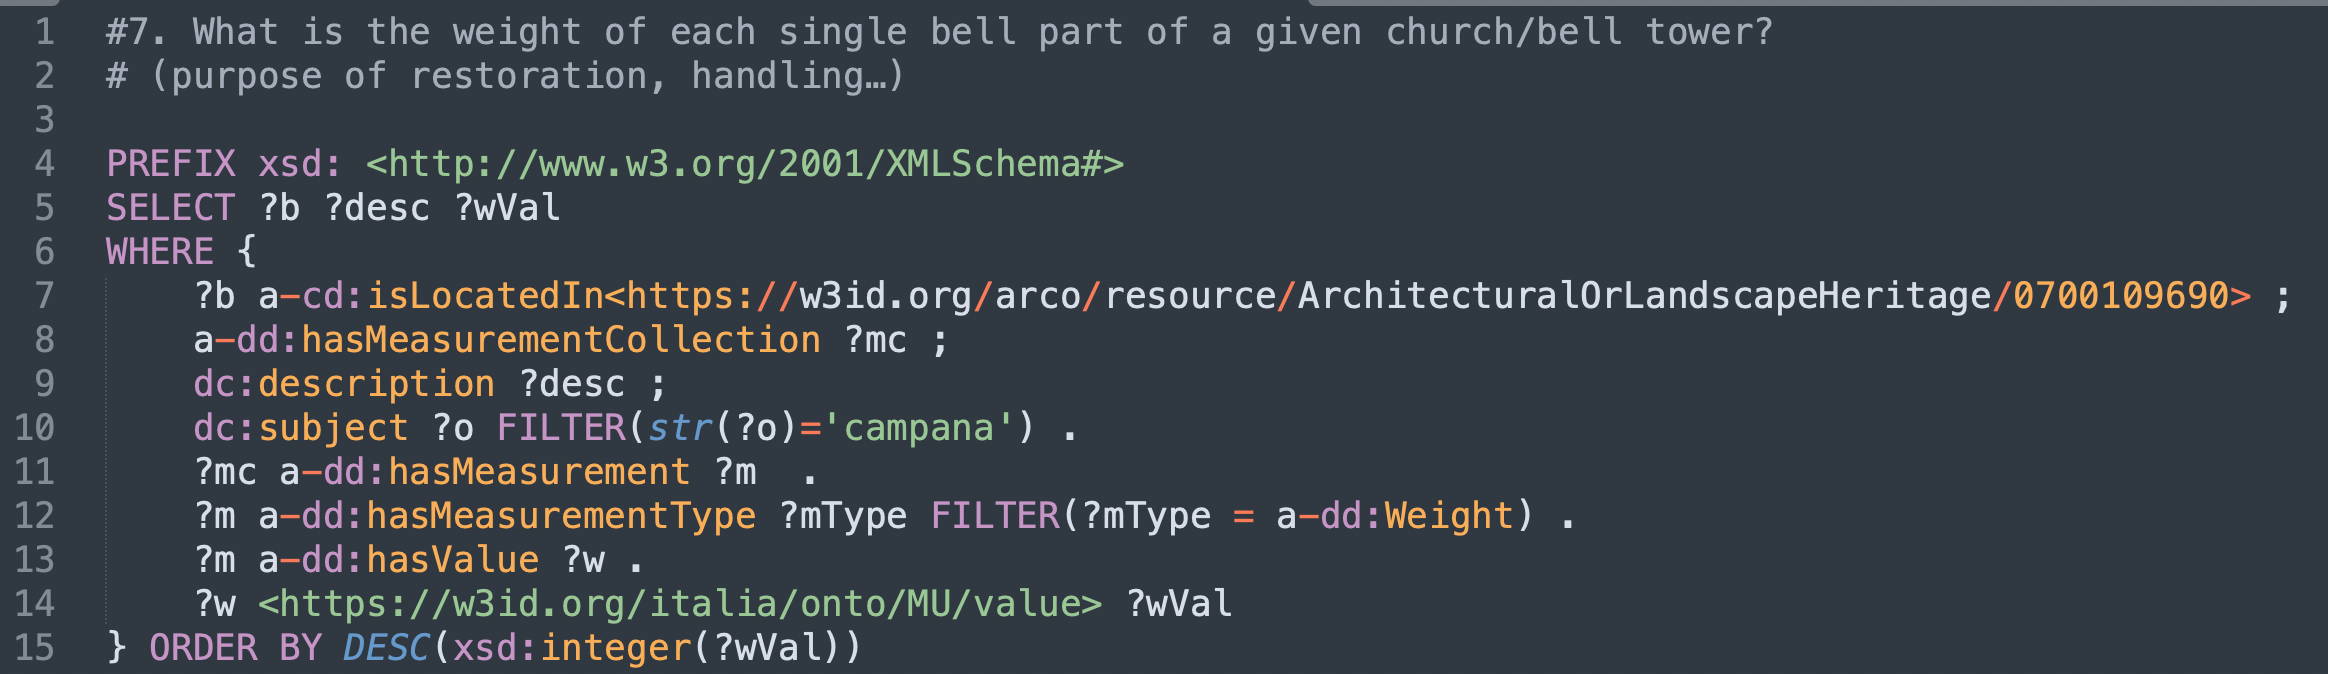 1 #7. What is the weight of each single bell part of a given church/bell tower?
2 # (purpose of restoration, handling…)
3
4 PREFIX xsd: <http://www.w3.org/2001/XMLSchema#>
5 SELECT ?b ?desc ?wVal
6 WHERE {
7 ?b a-cd:isLocatedIn<https://w3id.org/arco/resource/ArchitecturalOrLandscapeHeritage/0700109690> ;
8 a-dd:hasMeasurementCollection ?mc ;
9 dc:description ?desc ;
10 dc:subject ?o FILTER(str(?o)='campana') .
11 ?mc a-dd:hasMeasurement ?m  .
12 ?m a-dd:hasMeasurementType ?mType FILTER(?mType = a-dd:Weight) .
13 ?m a-dd:hasValue ?w .
14 ?w <https://w3id.org/italia/onto/MU/value> ?wVal
15 } ORDER BY DESC(xsd:integer(?wVal))